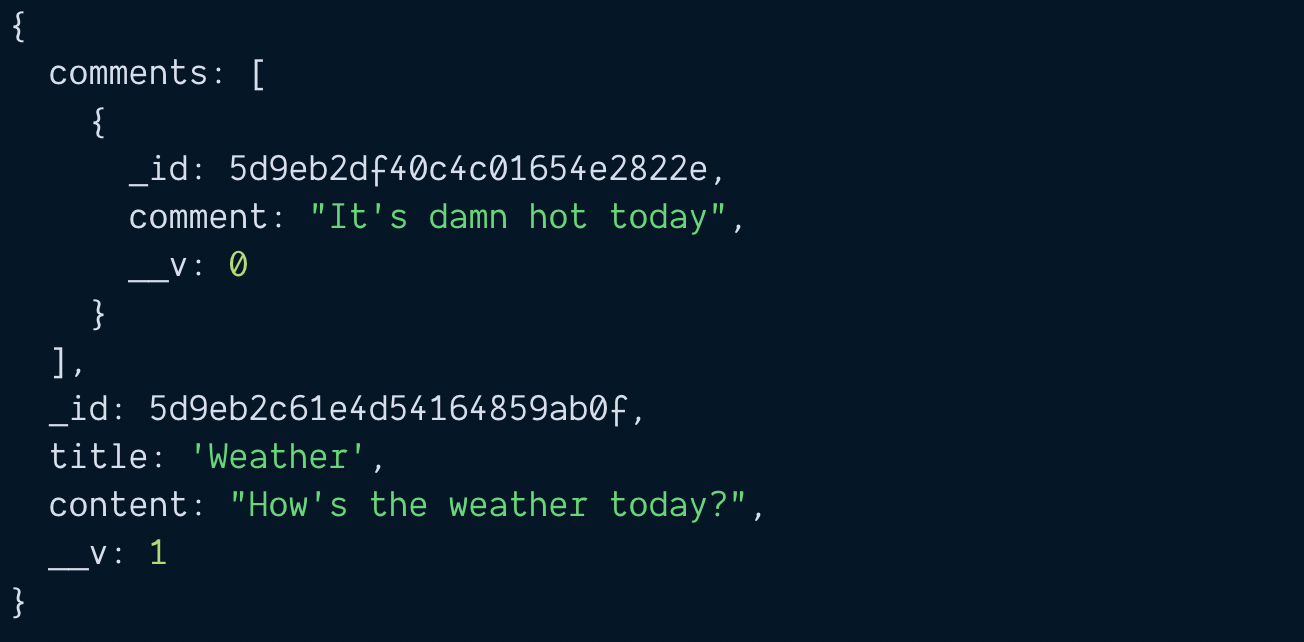 {
  comments: [
    {
      _id: 5d9eb2df40c4c01654e2822e,
      comment: "It's damn hot today",
      __v: 0
    }
  ],
  _id: 5d9eb2c61e4d54164859ab0f,
  title: 'Weather',
  content: "How's the weather today?",
  __v: 1
}